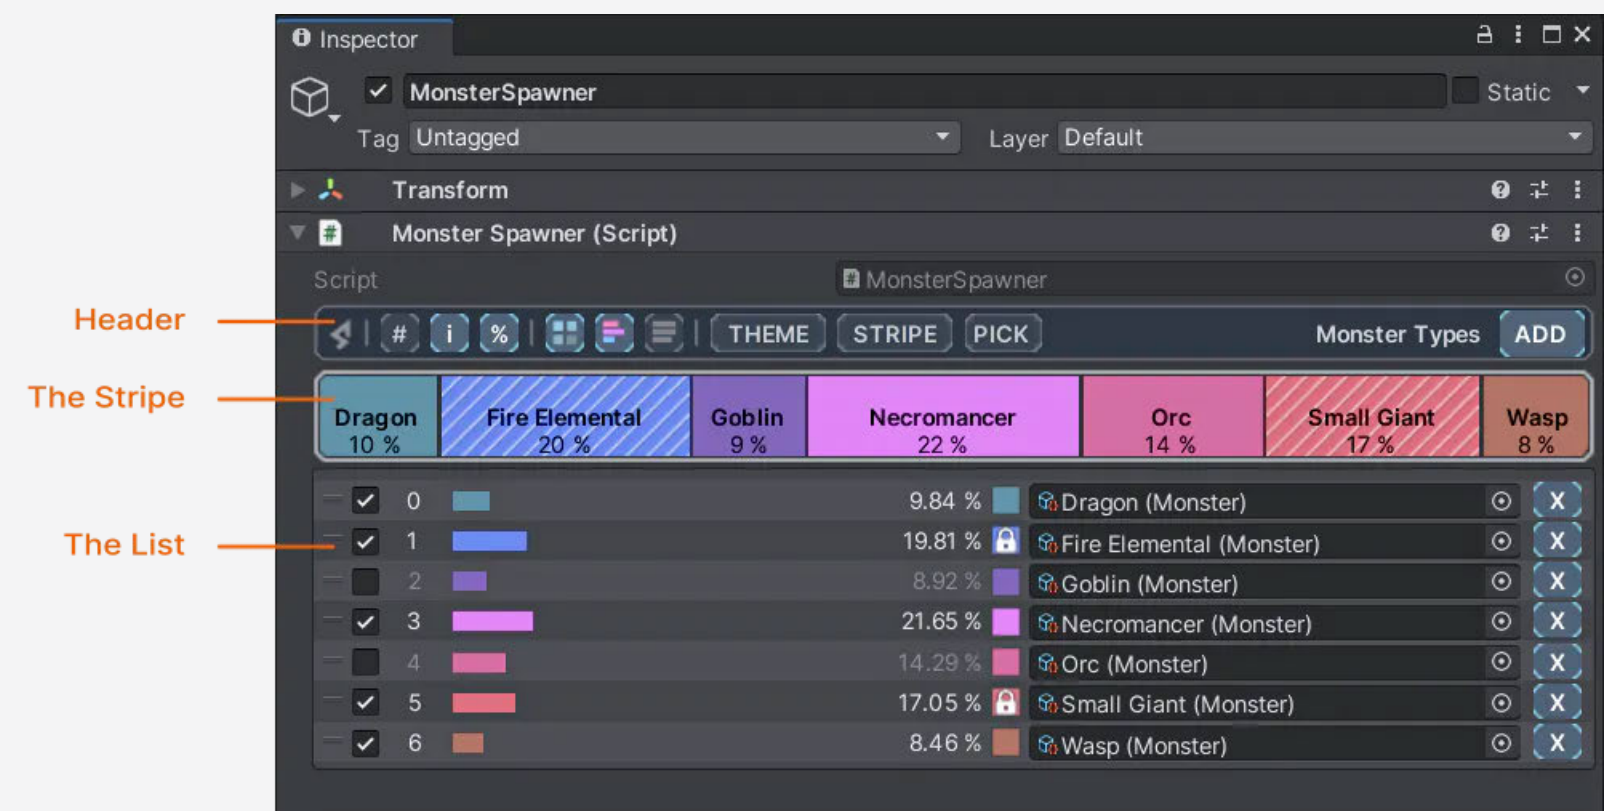 Inspector
MonsterSpawner
Static
Tag Untagged
Layer Default
Transform
Monster Spawner (Script)
Script
# MonsterSpawner
Header
# i % THEME STRIPE PICK Monster Types ADD
The Stripe
Dragon Fire Elemental Goblin Necromancer Orc Small Giant Wasp
10 % 20 % 9 % 22 % 14 % 17 % 8 %
The List
0 9.84 % Dragon (Monster) X
1 19.81 % Fire Elemental (Monster) X
2 8.92 % Goblin (Monster) X
3 21.65 % Necromancer (Monster) X
4 14.29 % Orc (Monster) X
5 17.05 % Small Giant (Monster) X
6 8.46 % Wasp (Monster) X